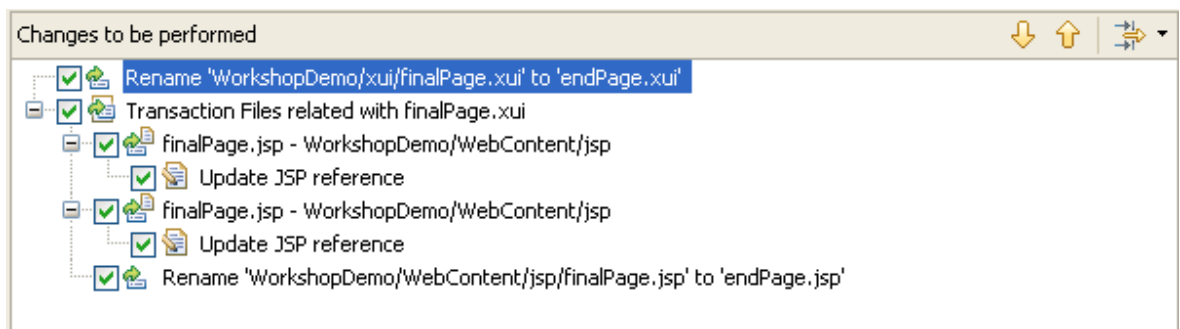 Changes to be performed
Rename 'WorkshopDemo/xui/finalPage.xui' to 'endPage.xui'
Transaction Files related with finalPage.xui
finalPage.jsp - WorkshopDemo/WebContent/jsp
Update JSP reference
finalPage.jsp - WorkshopDemo/WebContent/jsp
Update JSP reference
Rename 'WorkshopDemo/WebContent/jsp/finalPage.jsp' to 'endPage.jsp'